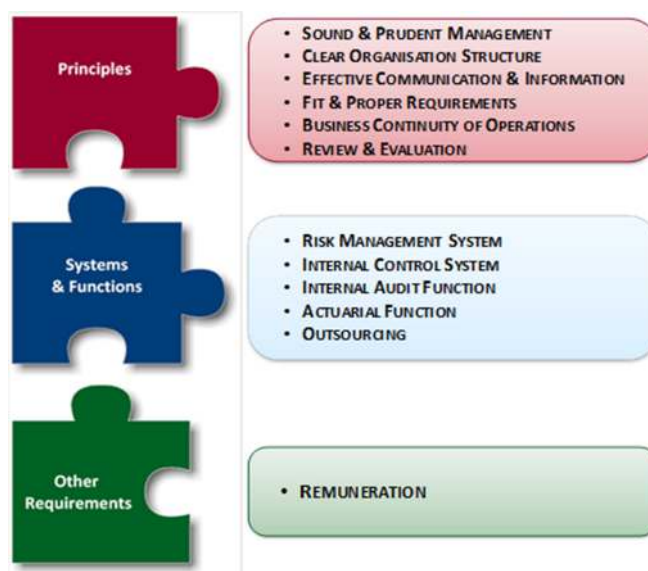 Principles
• SOUND & PRUDENT MANAGEMENT
• CLEAR ORGANISATION STRUCTURE
• EFFECTIVE COMMUNICATION & INFORMATION
• FIT & PROPER REQUIREMENTS
• BUSINESS CONTINUITY OF OPERATIONS
• REVIEW & EVALUATION
Systems
& Functions
• RISK MANAGEMENT SYSTEM
• INTERNAL CONTROL SYSTEM
• INTERNAL AUDIT FUNCTION
• ACTUARIAL FUNCTION
• OUTSOURCING
Other
Requirements
• REMUNERATION